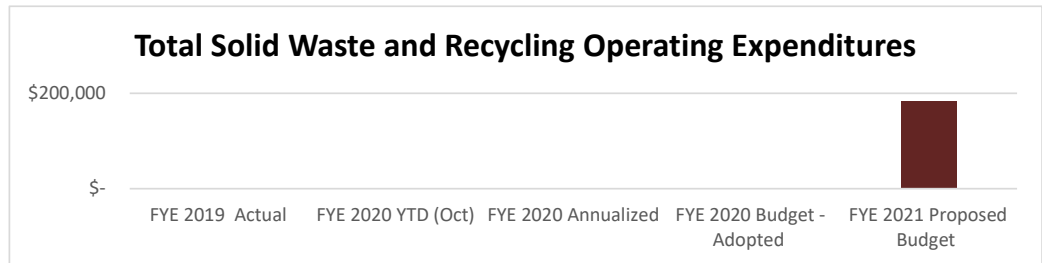 Total Solid Waste and Recycling Operating Expenditures
$200,000
$-
FYE 2019 Actual
FYE 2020 YTD (Oct)
FYE 2020 Annualized
FYE 2020 Budget -
Adopted
FYE 2021 Proposed
Budget